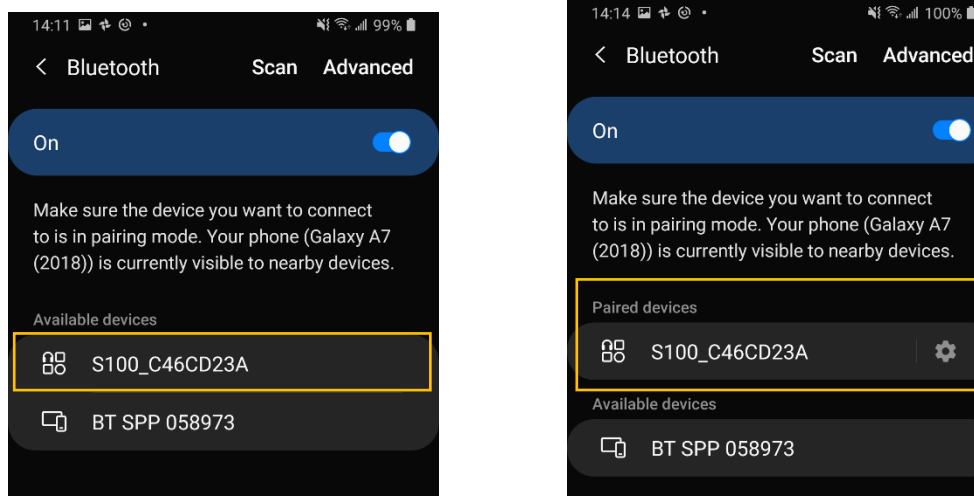 14:11 99%
Bluetooth Scan Advanced
On
Make sure the device you want to connect
to is in pairing mode. Your phone (Galaxy A7
(2018)) is currently visible to nearby devices.
Available devices
S100_C46CD23A
BT SPP 058973
14:14 100%
Bluetooth Scan Advanced
On
Make sure the device you want to connect
to is in pairing mode. Your phone (Galaxy A7
(2018)) is currently visible to nearby devices.
Paired devices
S100_C46CD23A
Available devices
BT SPP 058973